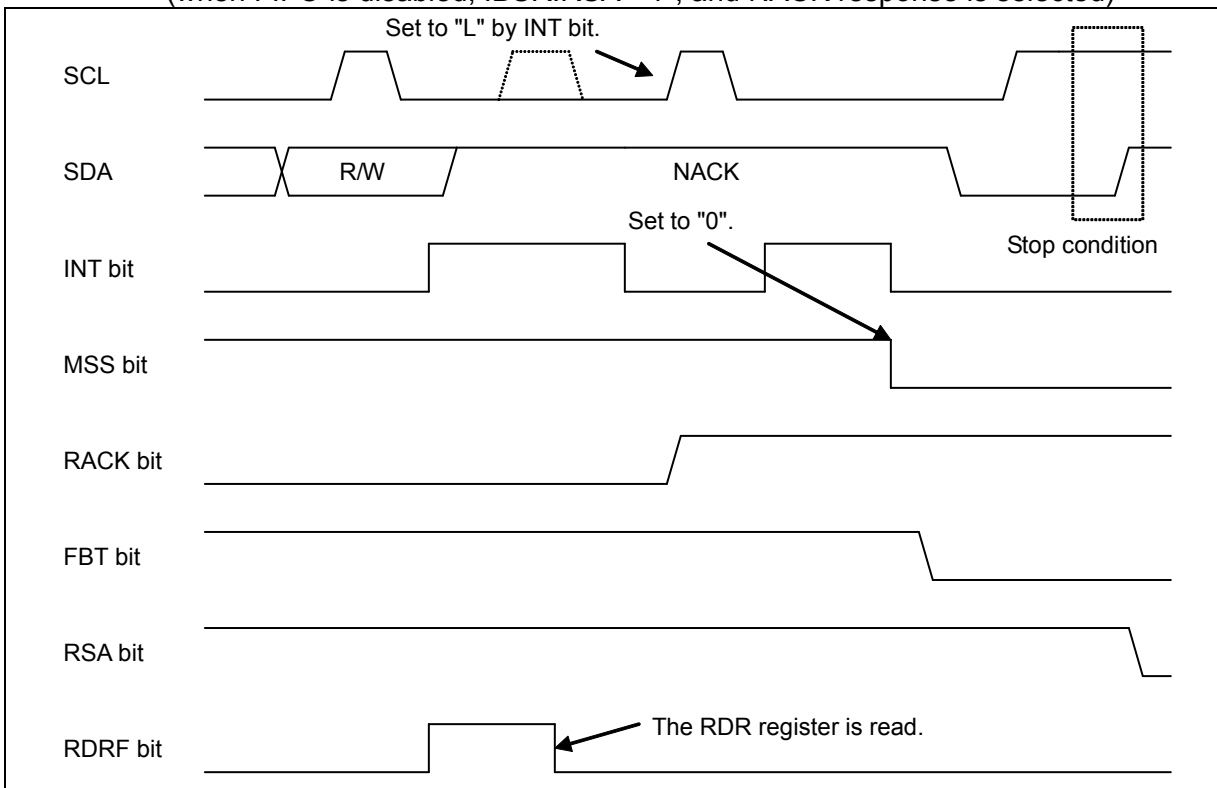 Set to "L" by INT bit.
SCL
SDA
R/W
NACK
Set to "0".
Stop condition
INT bit
MSS bit
RACK bit
FBT bit
RSA bit
The RDR register is read.
RDRF bit